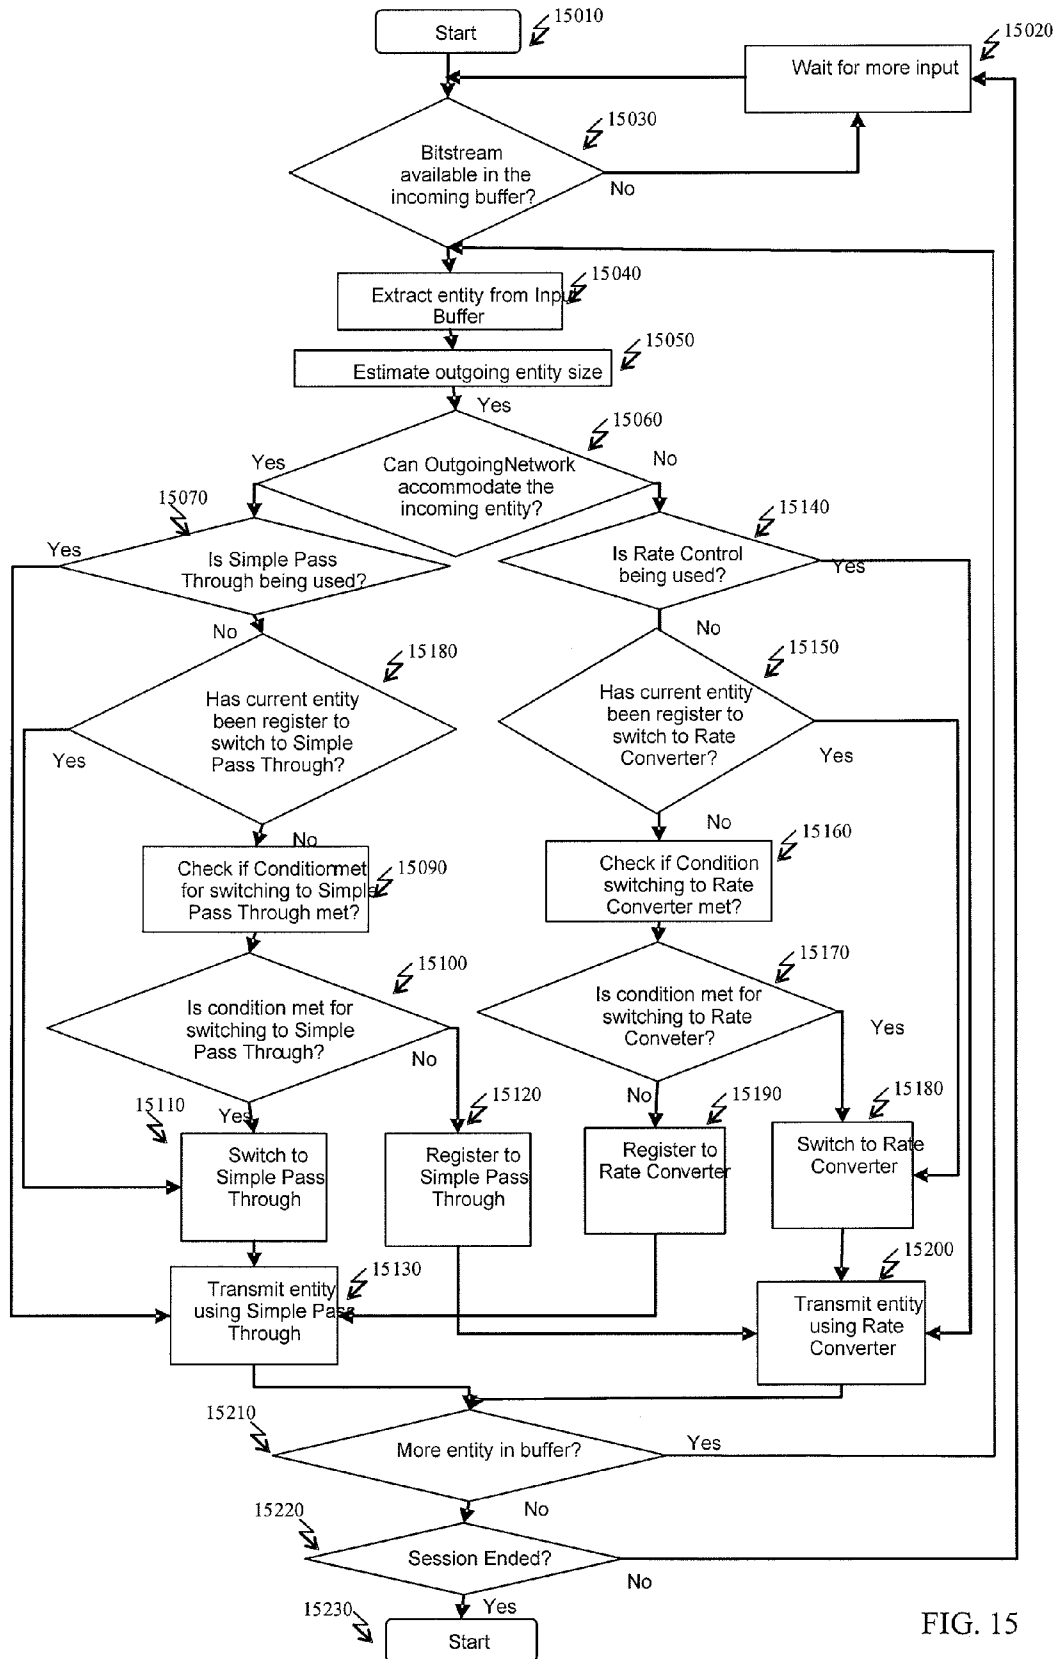 Start
15010
15020
Wait for more input
15030
Bitstream
available in the
incoming buffer?
No
15040
Extract entity from Input
Buffer
15050
Estimate outgoing entity size
Yes
15060
Yes
Can OutgoingNetwork
accommodate the
incoming entity?
No
15070
15140
Yes
Is Simple Pass
Through being used?
Is Rate Control
being used?
Yes
No
No
15180
15150
Has current entity
been register to
switch to Simple
Pass Through?
Yes
Has current entity
been register to
switch to Rate
Converter?
Yes
No
No
15160
Check if Conditionmet
for switching to Simple
Pass Through met?
15090
Check if Condition
switching to Rate
Converter met?
15100
15170
Is condition met for
switching to Simple
Pass Through?
No
Is condition met for
switching to Rate
Conveter?
Yes
15110
Yes
15120
No
15190
15180
Switch to
Simple Pass
Through
Register to
Simple Pass
Through
Register to
Rate Converter
Switch to Rate
Converter
15130
15200
Transmit entity
using Simple Pass
Through
Transmit entity
using Rate
Converter
15210
More entity in buffer?
Yes
No
15220
Session Ended?
No
Yes
15230
Start
FIG. 15